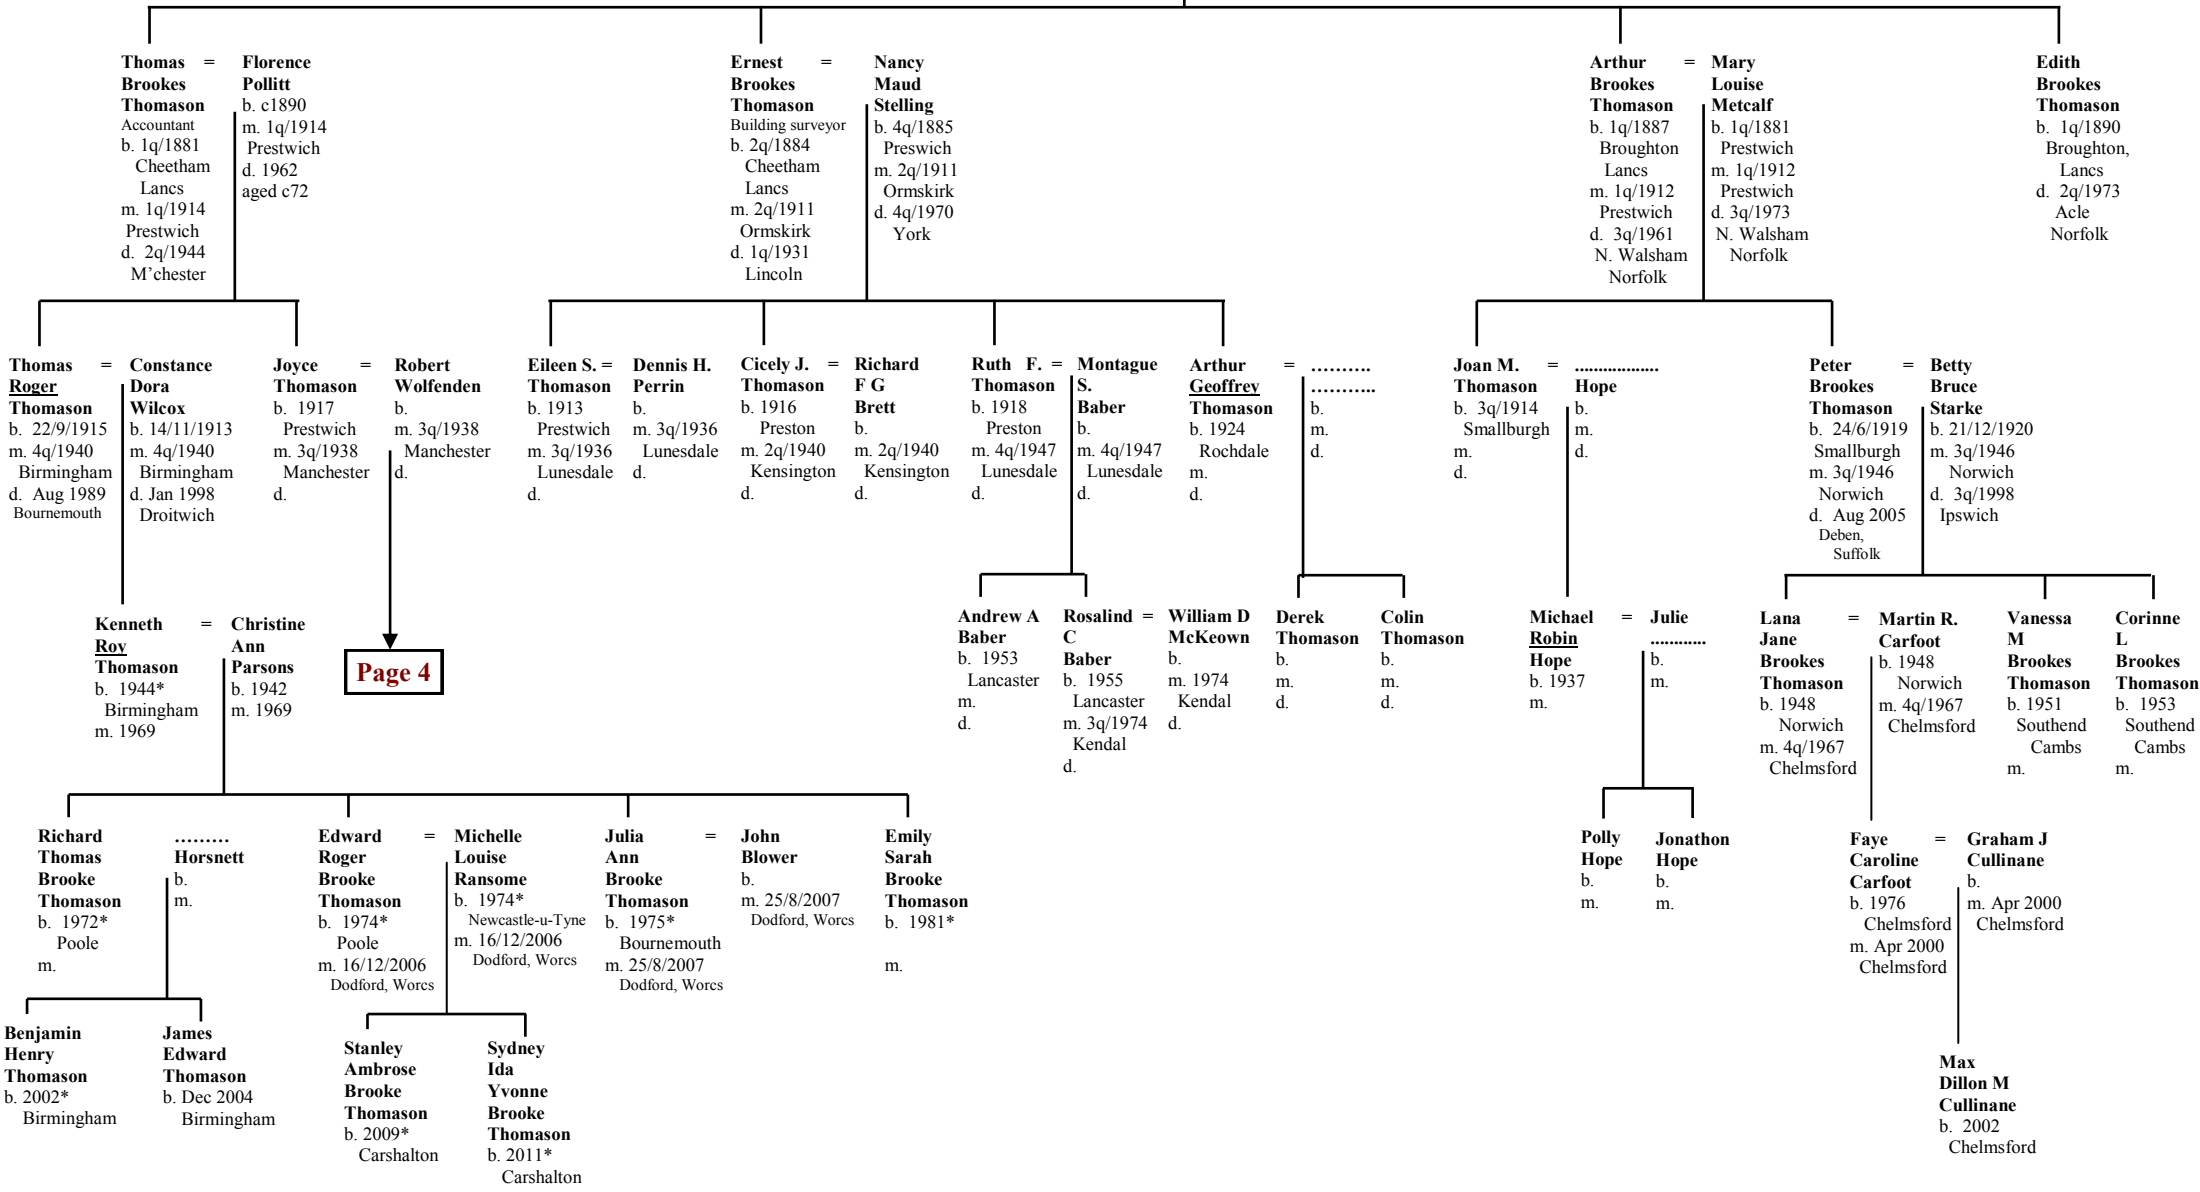 Thomas =
Brookes
Thomason
Accountant
b. 1q/1881
Cheetham
Lancs
m. 1q/1914
Prestwich
d. 2q/1944
M’chester
Florence
Pollitt
b. c1890
m. 1q/1914
Prestwich
d. 1962
aged c72
Ernest =
Brookes
Thomason
Building surveyor
b. 2q/1884
Cheetham
Lancs
m. 2q/1911
Ormskirk
d. 1q/1931
Lincoln
Nancy
Maud
Stelling
b. 4q/1885
Preswich
m. 2q/1911
Ormskirk
d. 4q/1970
York
Arthur =
Brookes
Thomason
b. 1q/1887
Broughton
Lancs
m. 1q/1912
Prestwich
d. 3q/1961
N. Walsham
Norfolk
Mary
Louise
Metcalf
b. 1q/1881
Prestwich
m. 1q/1912
Prestwich
d. 3q/1973
N. Walsham
Norfolk
Edith
Brookes
Thomason
b. 1q/1890
Broughton,
Lancs
d. 2q/1973
Acle
Norfolk
Thomas =
Roger
Thomason
b. 22/9/1915
m. 4q/1940
Birmingham
d. Aug 1989
Bournemouth
Constance
Dora
Wilcox
b. 14/11/1913
m. 4q/1940
Birmingham
d. Jan 1998
Droitwich
Joyce =
Thomason
b. 1917
Prestwich
m. 3q/1938
Manchester
d.
Robert
Wolfenden
b.
m. 3q/1938
Manchester
d.
Eileen S. =
Thomason
b. 1913
Prestwich
m. 3q/1936
Lunesdale
d.
Dennis H.
Perrin
b.
m. 3q/1936
Lunesdale
d.
Cicely J. =
Thomason
b. 1916
Preston
m. 2q/1940
Kensington
d.
Richard
F G
Brett
b.
m. 2q/1940
Kensington
d.
Ruth F. =
Thomason
b. 1918
Preston
m. 4q/1947
Lunesdale
d.
Montague
S.
Baber
b.
m. 4q/1947
Lunesdale
d.
Arthur =
Geoffrey
Thomason
b. 1924
Rochdale
m.
d.
……….
………..
b.
m.
d.
Joan M. =
Thomason
b. 3q/1914
Smallburgh
m.
d.
..................
Hope
b.
m.
d.
Peter =
Brookes
Thomason
b. 24/6/1919
Smallburgh
m. 3q/1946
Norwich
d. Aug 2005
Deben,
Suffolk
Betty
Bruce
Starke
b. 21/12/1920
m. 3q/1946
Norwich
d. 3q/1998
Ipswich
Kenneth =
Roy
Thomason
b. 1944*
Birmingham
m. 1969
Christine
Ann
Parsons
b. 1942
m. 1969
Page 4
Andrew A
Baber
b. 1953
Lancaster
m.
d.
Rosalind =
C
Baber
b. 1955
Lancaster
m. 3q/1974
Kendal
d.
William D
McKeown
b.
m. 1974
Kendal
d.
Derek
Thomason
b.
m.
d.
Colin
Thomason
b.
m.
d.
Michael =
Robin
Hope
b. 1937
m.
Julie
............
b.
m.
Lana =
Jane
Brookes
Thomason
b. 1948
Norwich
m. 4q/1967
Chelmsford
Martin R.
Carfoot
b. 1948
Norwich
m. 4q/1967
Chelmsford
Vanessa
M
Brookes
Thomason
b. 1951
Southend
Cambs
m.
Corinne
L
Brookes
Thomason
b. 1953
Southend
Cambs
m.
Richard
Thomas
Brooke
Thomason
b. 1972*
Poole
m.
………
Horsnett
b.
m.
Edward =
Roger
Brooke
Thomason
b. 1974*
Poole
m. 16/12/2006
Dodford, Worcs
Michelle
Louise
Ransome
b. 1974*
Newcastle-u-Tyne
m. 16/12/2006
Dodford, Worcs
Julia =
Ann
Brooke
Thomason
b. 1975*
Bournemouth
m. 25/8/2007
Dodford, Worcs
John
Blower
b.
m. 25/8/2007
Dodford, Worcs
Emily
Sarah
Brooke
Thomason
b. 1981*
m.
Polly
Hope
b.
m.
Jonathon
Hope
b.
m.
Faye =
Caroline
Carfoot
b. 1976
Chelmsford
m. Apr 2000
Chelmsford
Graham J
Cullinane
b.
m. Apr 2000
Chelmsford
Benjamin
Henry
Thomason
b. 2002*
Birmingham
James
Edward
Thomason
b. Dec 2004
Birmingham
Stanley
Ambrose
Brooke
Thomason
b. 2009*
Carshalton
Sydney
Ida
Yvonne
Brooke
Thomason
b. 2011*
Carshalton
Max
Dillon M
Cullinane
b. 2002
Chelmsford